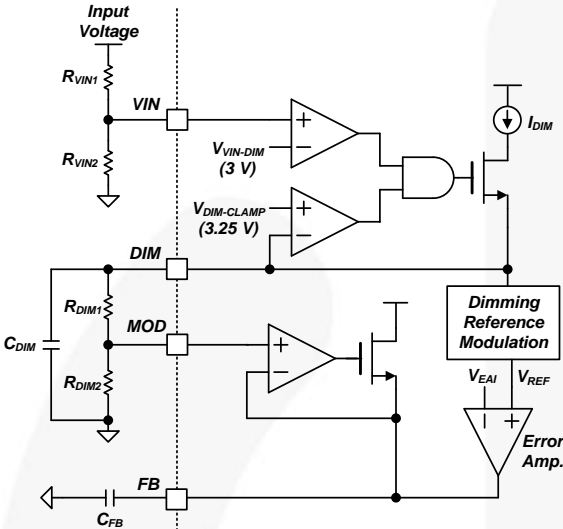 Input
Voltage
RVIN1
VIN
RVIN2
VVIN-DIM
(3 V)
+
−
IDIM
VDIM-CLAMP
(3.25 V)
+
−
DIM
RDIM1
MOD
CDIM
RDIM2
+
−
Dimming
Reference
Modulation
VEAI
VREF
−
+
Error
Amp.
FB
CFB